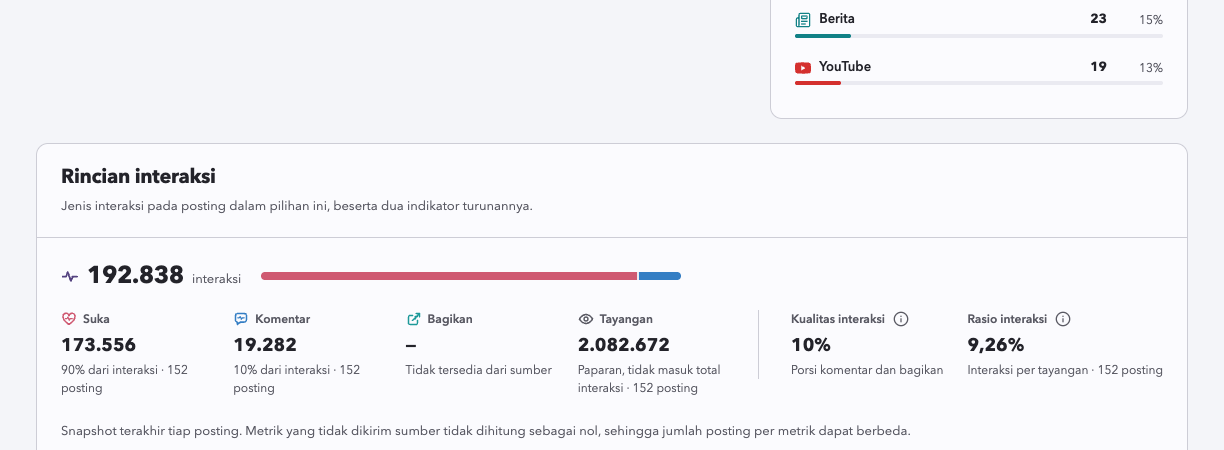 Berita 23 15%
YouTube 19 13%
Rincian interaksi
Jenis interaksi pada posting dalam pilihan ini, beserta dua indikator turunannya.
192.838 interaksi
Suka
173.556
90% dari interaksi · 152
posting
Komentar
19.282
10% dari interaksi · 152
posting
Bagikan
–
Tidak tersedia dari sumber
Tayangan
2.082.672
Paparan, tidak masuk total
interaksi · 152 posting
Kualitas interaksi
10%
Porsi komentar dan bagikan
Rasio interaksi
9,26%
Interaksi per tayangan · 152 posting
Snapshot terakhir tiap posting. Metrik yang tidak dikirim sumber tidak dihitung sebagai nol, sehingga jumlah posting per metrik dapat berbeda.